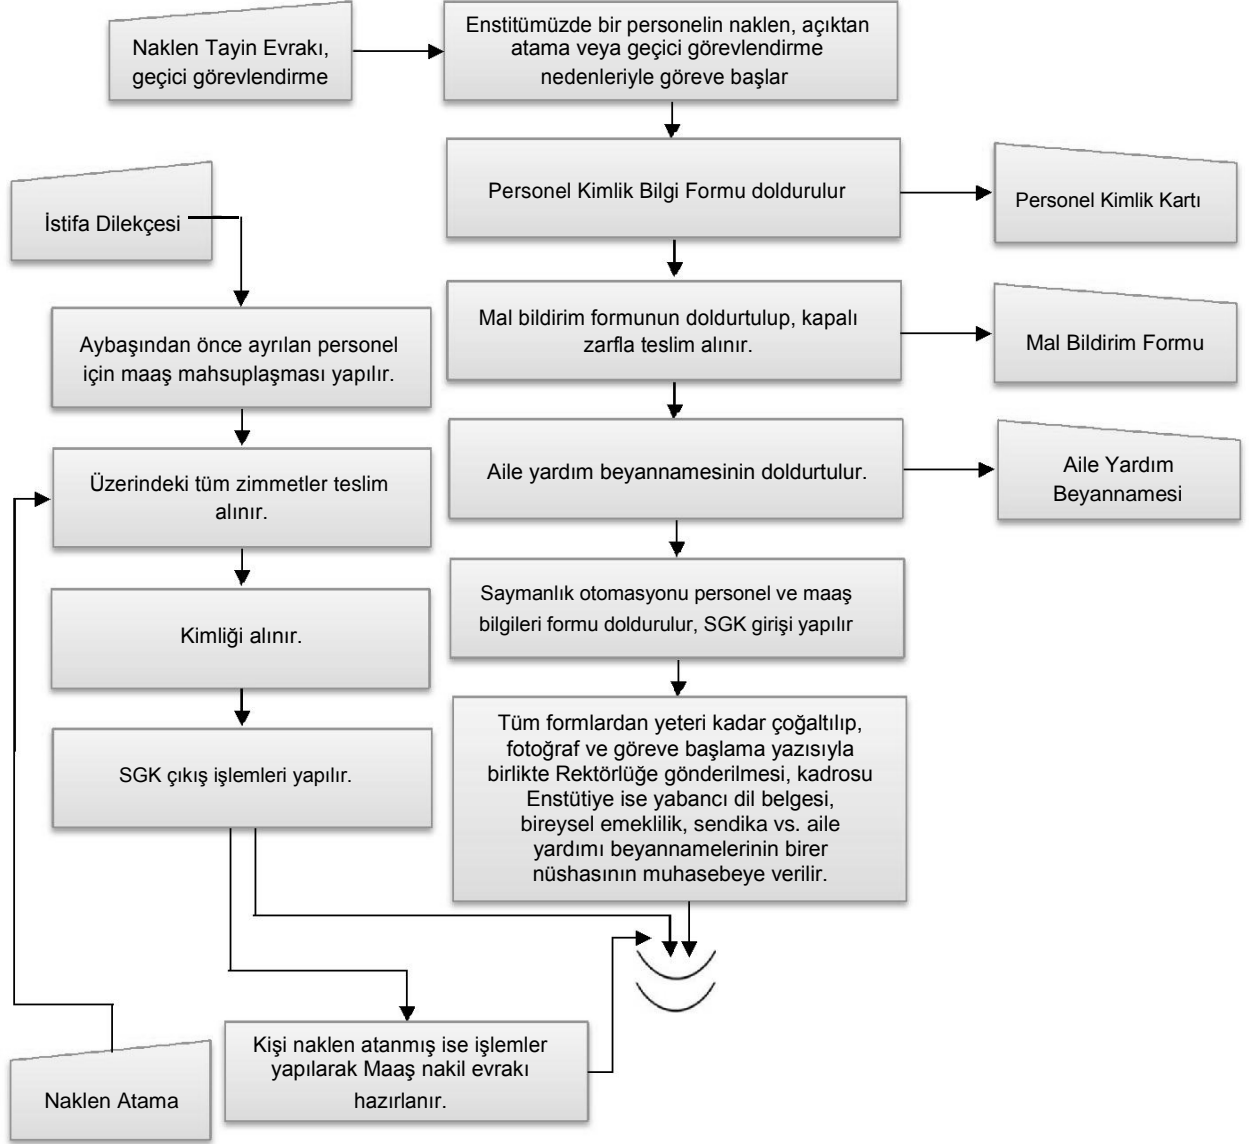 Naklen Tayin Evrakı,
geçici görevlendirme
Enstitümüzde bir personelin naklen, açıktan
atama veya geçici görevlendirme
nedenleriyle göreve başlar
Personel Kimlik Bilgi Formu doldurulur
Personel Kimlik Kartı
İstifa Dilekçesi
Mal bildirim formunun doldurtulup, kapalı
zarfla teslim alınır.
Mal Bildirim Formu
Aybaşından önce ayrılan personel
için maaş mahsuplaşması yapılır.
Aile yardım beyannamesinin doldurtulur.
Aile Yardım
Beyannamesi
Üzerindeki tüm zimmetler teslim
alınır.
Saymanlık otomasyonu personel ve maaş
bilgileri formu doldurulur, SGK girişi yapılır
Kimliği alınır.
Tüm formlardan yeteri kadar çoğaltılıp,
fotoğraf ve göreve başlama yazısıyla
birlikte Rektörlüğe gönderilmesi, kadrosu
Enstütiye ise yabancı dil belgesi,
bireysel emeklilik, sendika vs. aile
yardımı beyannamelerinin birer
nüshasının muhasebeye verilir.
SGK çıkış işlemleri yapılır.
Kişi naklen atanmış ise işlemler
yapılarak Maaş nakil evrakı
hazırlanır.
Naklen Atama